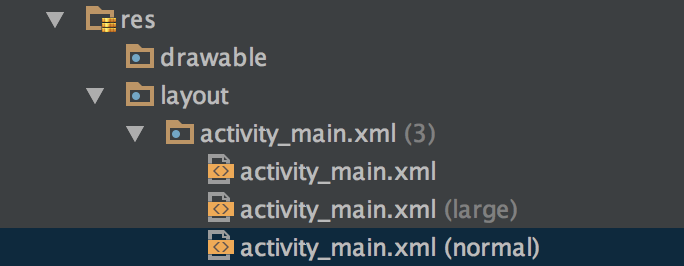 res
drawable
layout
activity_main.xml (3)
activity_main.xml
activity_main.xml (large)
activity_main.xml (normal)